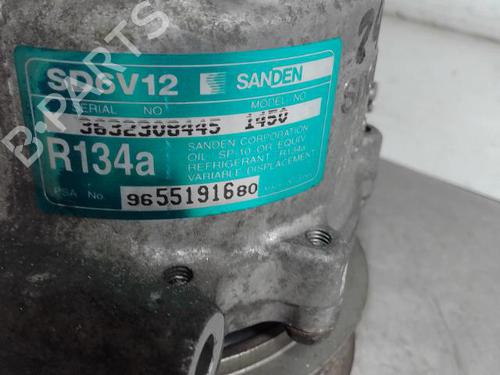 SD6V12 SANDEN
SERIAL NO MODEL NO
3632308445 1450
R134a
SANDEN CORPORATION
OIL SP-10 OR EQUIV
REFRIGERANT R134a
VARIABLE DISPLACEMENT
PSA No. 9655191680
B-PARTS